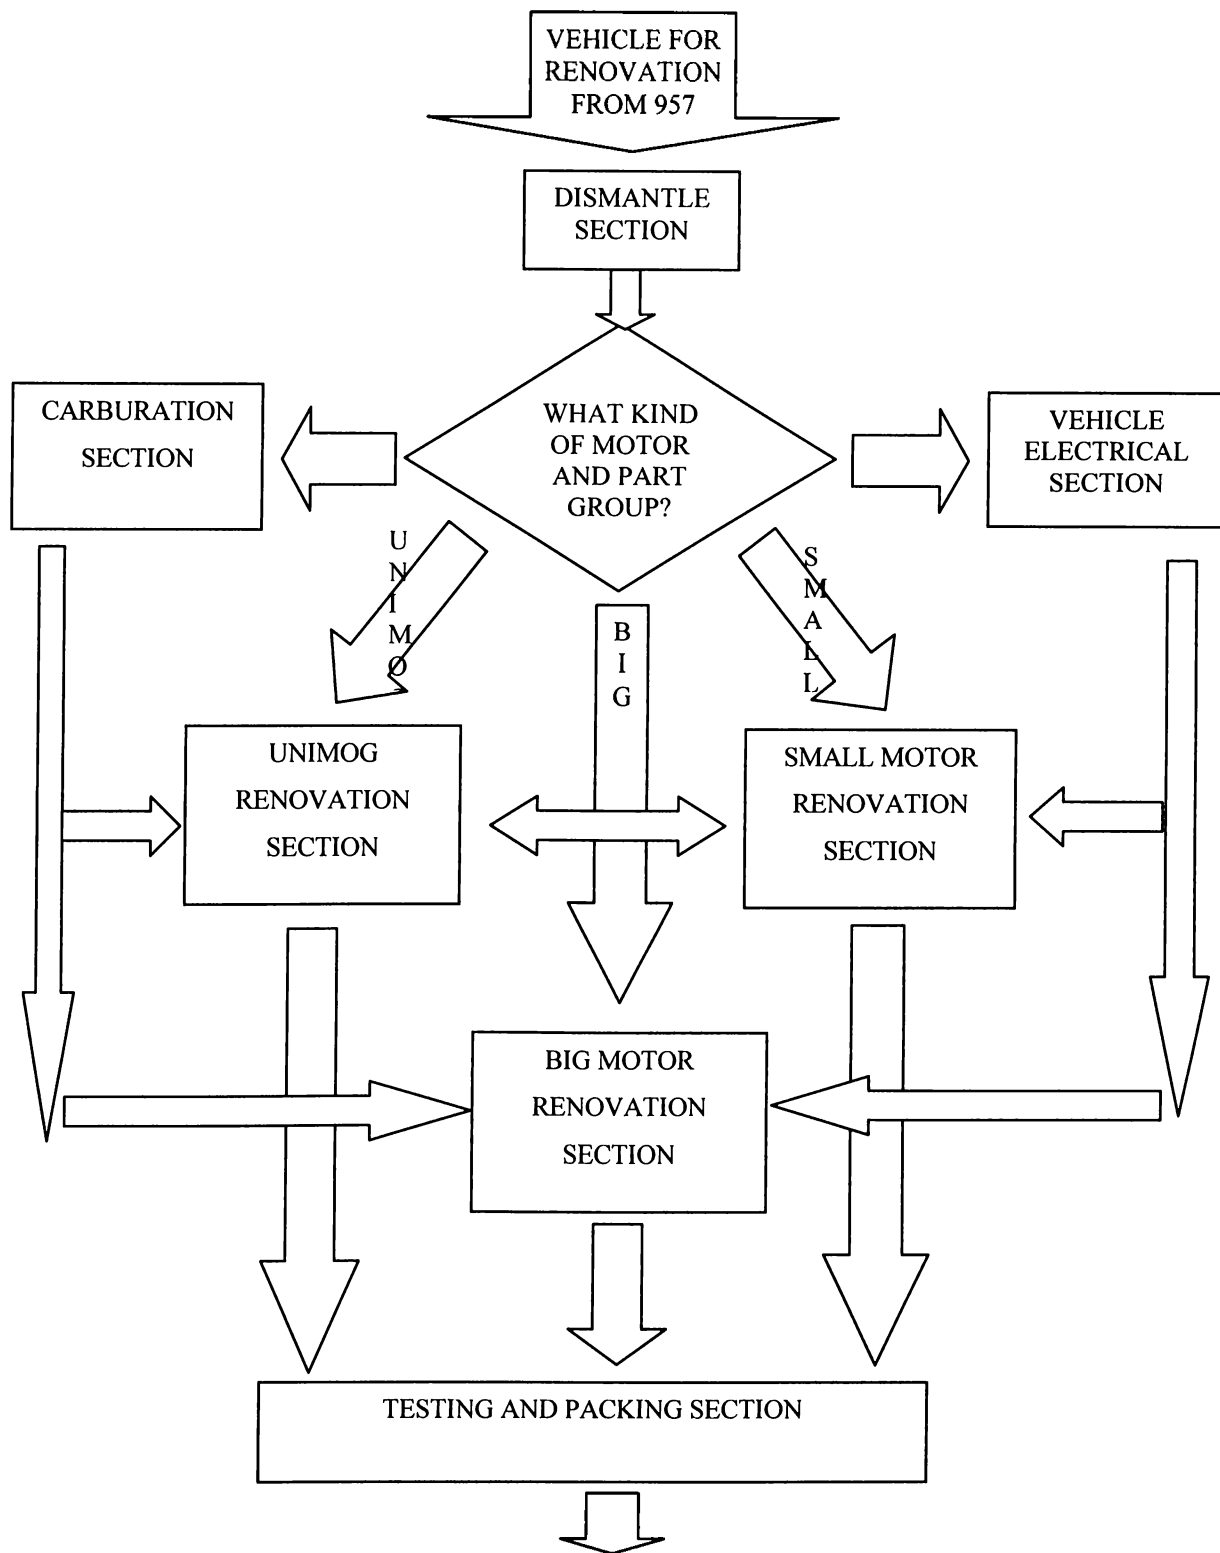 VEHICLE FOR
RENOVATION
FROM 957
DISMANTLE
SECTION
WHAT KIND
OF MOTOR
AND PART
GROUP?
CARBURATION
SECTION
VEHICLE
ELECTRICAL
SECTION
U
N
I
M
O
B
I
G
S
M
A
L
L
UNIMOG
RENOVATION
SECTION
SMALL MOTOR
RENOVATION
SECTION
BIG MOTOR
RENOVATION
SECTION
TESTING AND PACKING SECTION